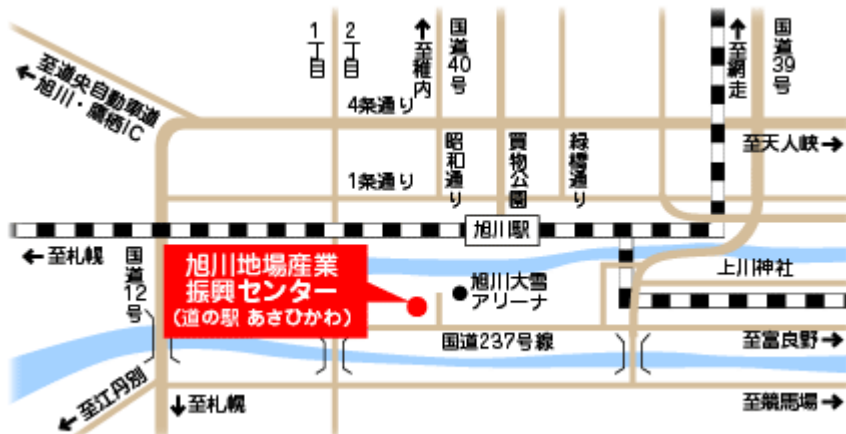 1丁目
2丁目
↑至稚内
国道40号
↑至網走
国道39号
←至道央自動車道
旭川・鷹栖IC
4条通り
昭和通り
買物公園
緑橋通り
至天人峡→
1条通り
旭川駅
←至札幌
国道12号
旭川地場産業
振興センター
(道の駅 あさひかわ)
旭川大雪
アリーナ
上川神社
国道237号線
至富良野→
←至江丹別
↓至札幌
至競馬場→